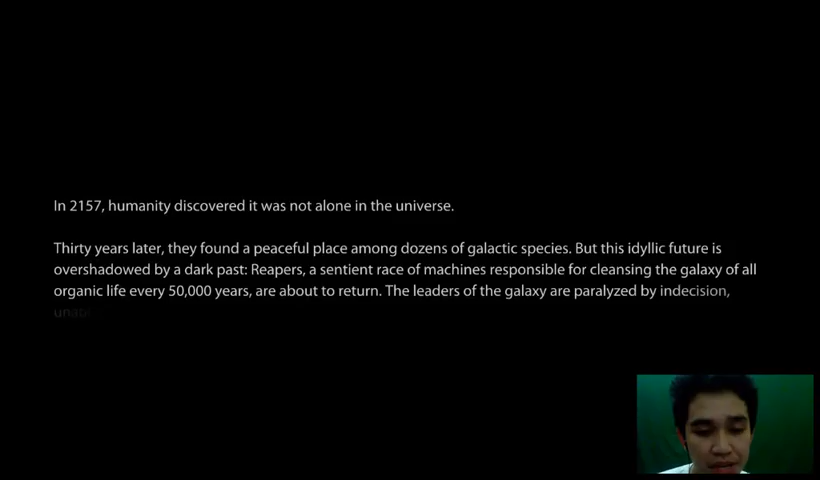 In 2157, humanity discovered it was not alone in the universe.
Thirty years later, they found a peaceful place among dozens of galactic species. But this idyllic future is
overshadowed by a dark past: Reapers, a sentient race of machines responsible for cleansing the galaxy of all
organic life every 50,000 years, are about to return. The leaders of the galaxy are paralyzed by indecision,